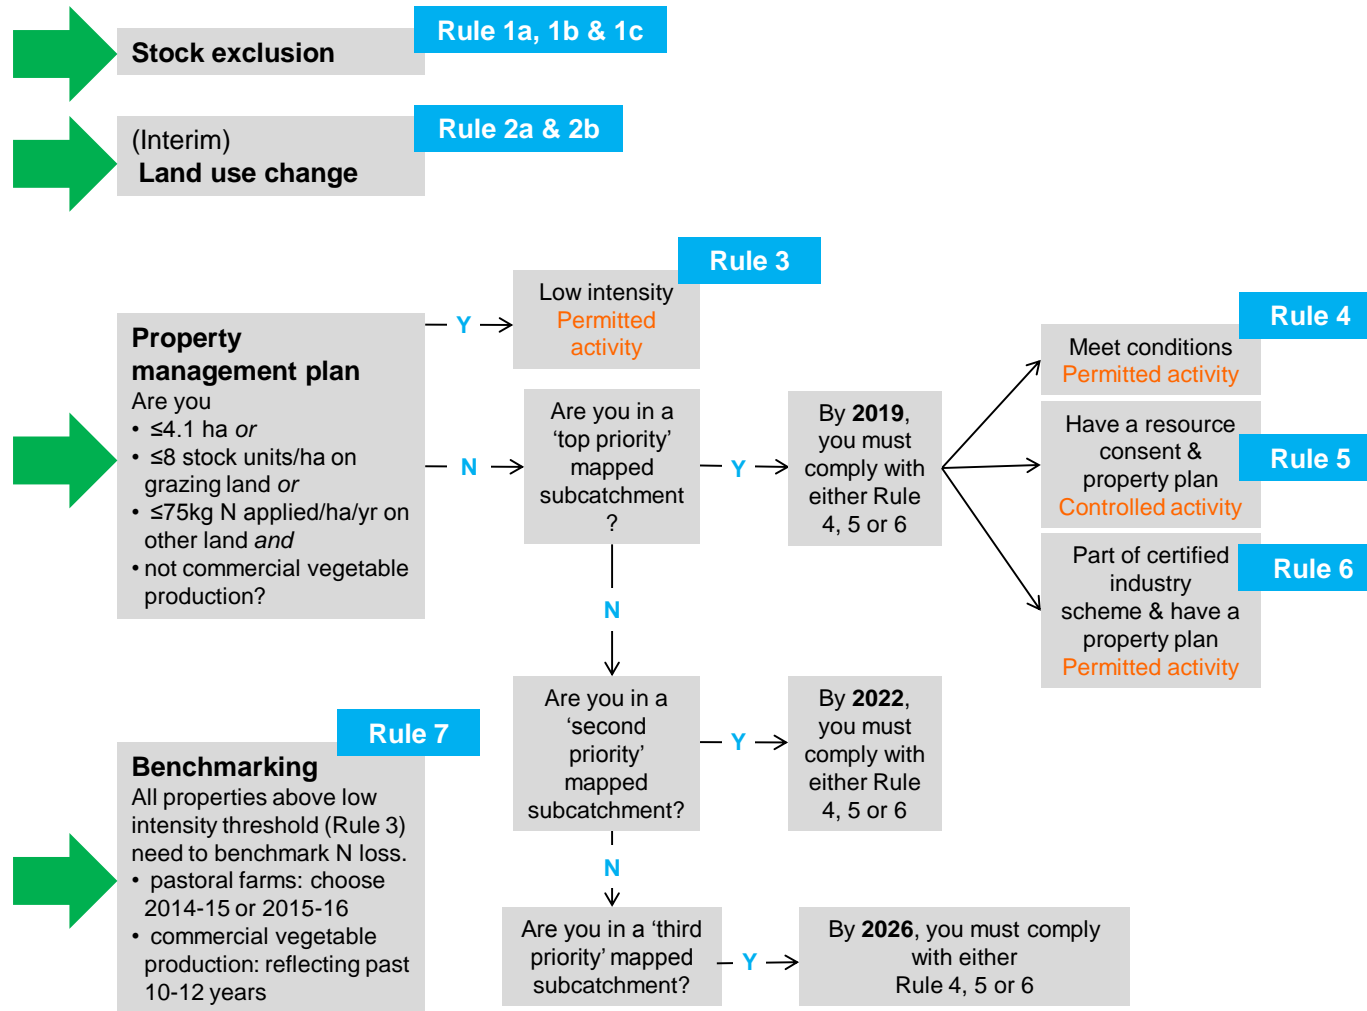 Stock exclusion
Rule 1a, 1b & 1c
(Interim)
Land use change
Rule 2a & 2b
Property
management plan
Are you
• ≤4.1 ha or
• ≤8 stock units/ha on
grazing land or
• ≤75kg N applied/ha/yr on
other land and
• not commercial vegetable
production?
Y
Low intensity
Permitted
activity
Rule 3
N
Are you in a
‘top priority’
mapped
subcatchment
?
Y
By 2019,
you must
comply with
either Rule
4, 5 or 6
Meet conditions
Permitted activity
Rule 4
Have a resource
consent &
property plan
Controlled activity
Rule 5
Part of certified
industry
scheme & have a
property plan
Permitted activity
Rule 6
N
Are you in a
‘second
priority’
mapped
subcatchment?
Y
By 2022,
you must
comply with
either Rule
4, 5 or 6
N
Are you in a ‘third
priority’ mapped
subcatchment?
Y
By 2026, you must comply
with either
Rule 4, 5 or 6
Rule 7
Benchmarking
All properties above low
intensity threshold (Rule 3)
need to benchmark N loss.
• pastoral farms: choose
2014-15 or 2015-16
• commercial vegetable
production: reflecting past
10-12 years